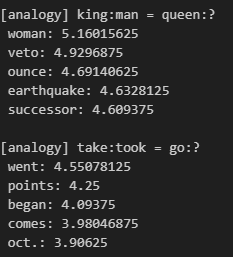 [analogy] king:man = queen:?
woman: 5.16015625
veto: 4.9296875
ounce: 4.69140625
earthquake: 4.6328125
successor: 4.609375

[analogy] take:took = go:?
went: 4.55078125
points: 4.25
began: 4.09375
comes: 3.98046875
oct.: 3.90625